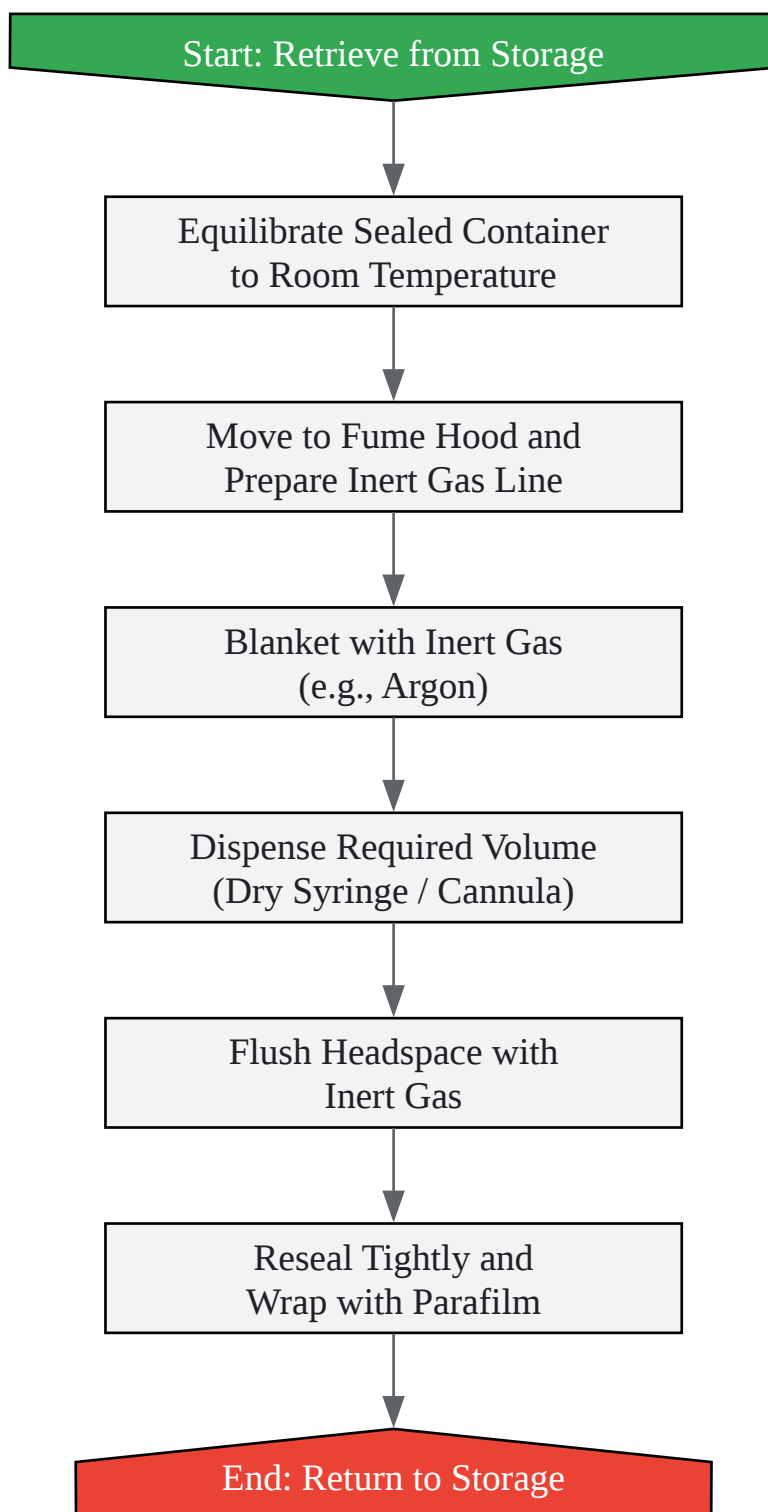 Start: Retrieve from Storage
Equilibrate Sealed Container
to Room Temperature
Move to Fume Hood and
Prepare Inert Gas Line
Blanket with Inert Gas
(e.g., Argon)
Dispense Required Volume
(Dry Syringe / Cannula)
Flush Headspace with
Inert Gas
Reseal Tightly and
Wrap with Parafilm
End: Return to Storage